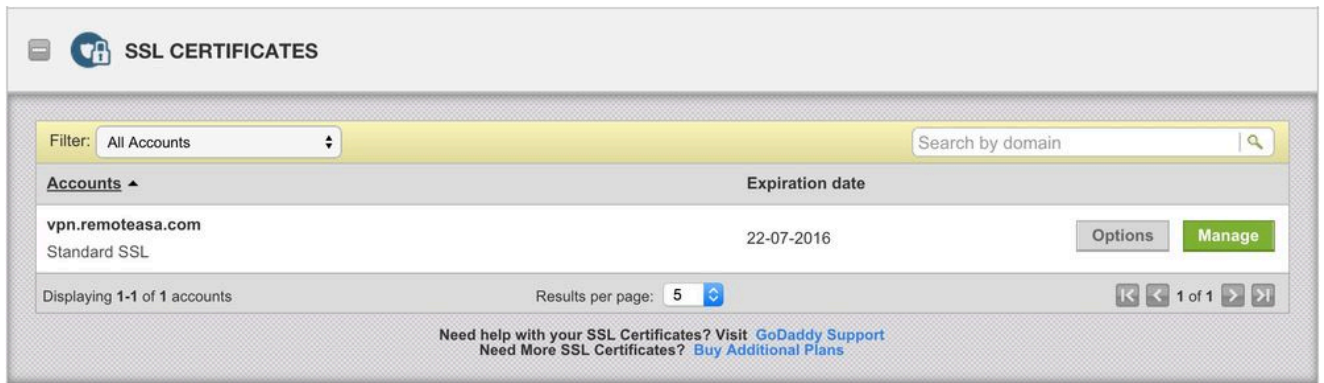 SSL CERTIFICATES
Filter: All Accounts Search by domain
Accounts Expiration date
vpn.remoteasa.com
Standard SSL
22-07-2016 Options Manage
Displaying 1-1 of 1 accounts Results per page: 5 1 of 1
Need help with your SSL Certificates? Visit GoDaddy Support
Need More SSL Certificates? Buy Additional Plans